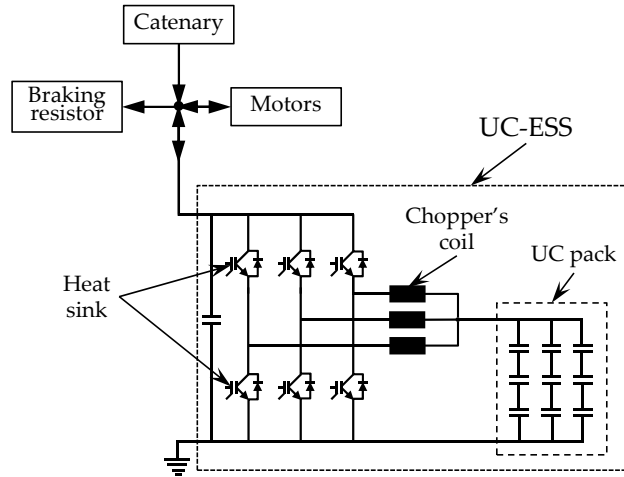 Catenary
Braking
resistor
Motors
UC-ESS
Chopper's
coil
UC pack
Heat
sink